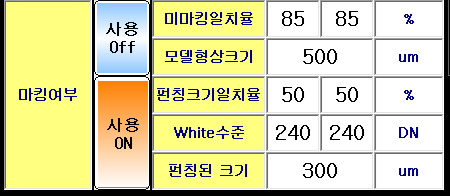 마킹여부
사용
Off
사용
ON
미마킹일치율 85 85 %
모델형상크기 500 um
펀칭크기일치율 50 50 %
White수준 240 240 DN
펀칭된 크기 300 um